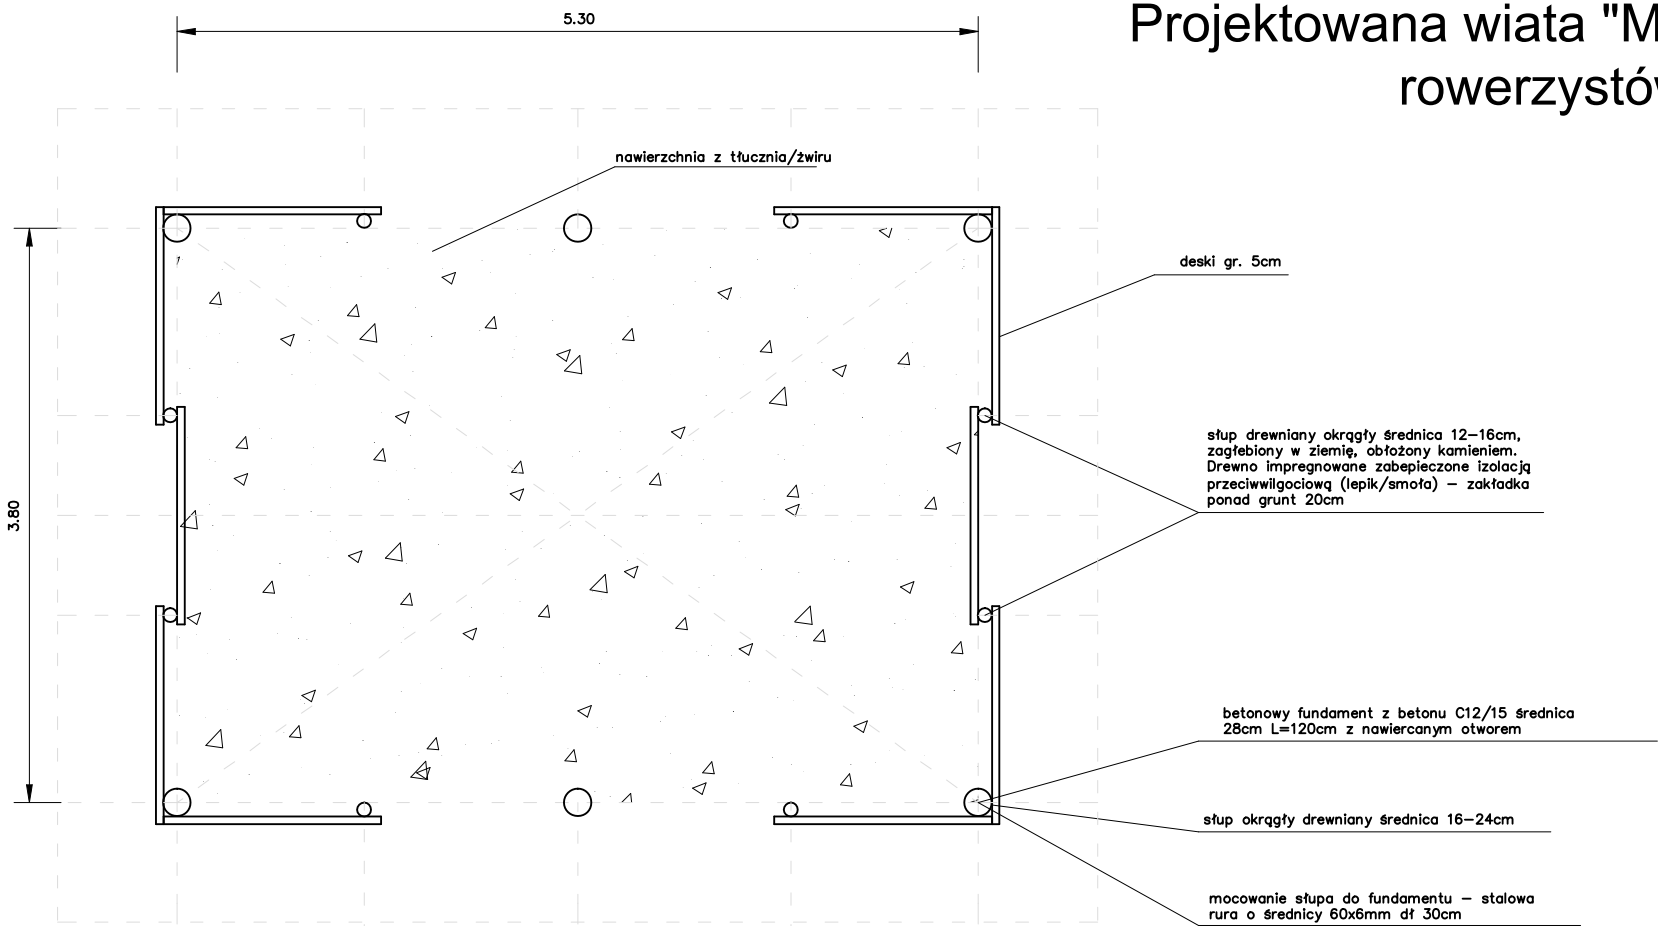 5.30
Projektowana wiata "M
rowerzystów
nawierzchnia z tłucznia/żwiru
deski gr. 5cm
3.80
słup drewniany okrągły średnica 12–16cm,
zagłębiony w ziemię, obłożony kamieniem.
Drewno impregnowane zabepieczone izolacją
przeciwwilgociową (lepik/smoła) – zakładka
ponad grunt 20cm
betonowy fundament z betonu C12/15 średnica
28cm L=120cm z nawiercanym otworem
słup okrągły drewniany średnica 16–24cm
mocowanie słupa do fundamentu – stalowa
rura o średnicy 60x6mm dł 30cm